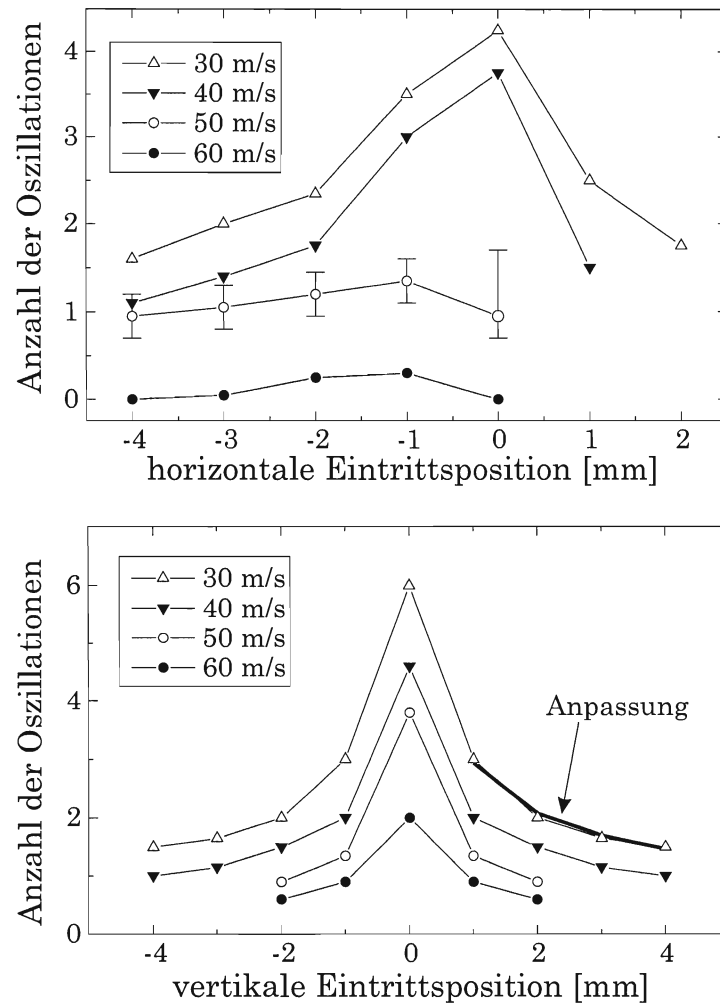 Anzahl der Oszillationen
4
3
2
1
0
30 m/s
40 m/s
50 m/s
60 m/s
-4 -3 -2 -1 0 1 2
horizontale Eintrittsposition [mm]
Anzahl der Oszillationen
6
4
2
0
30 m/s
40 m/s
50 m/s
60 m/s
Anpassung
-4 -2 0 2 4
vertikale Eintrittsposition [mm]